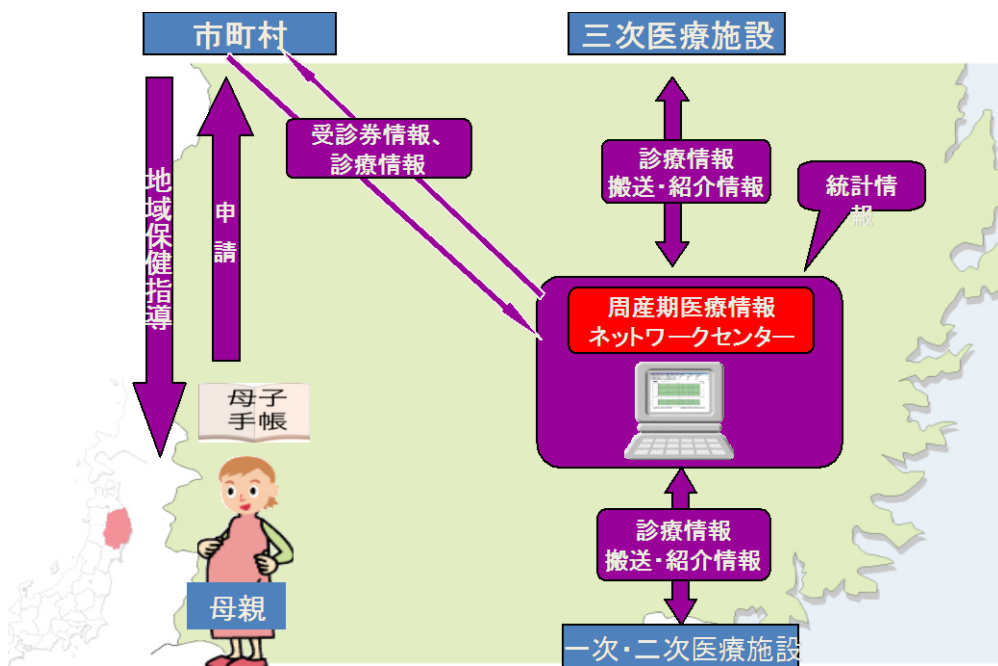 市町村
三次医療施設
受診券情報、
診療情報
診療情報
搬送・紹介情報
統計情
報
地域保健指導
申請
周産期医療情報
ネットワークセンター
母子
手帳
診療情報
搬送・紹介情報
母親
一次・二次医療施設